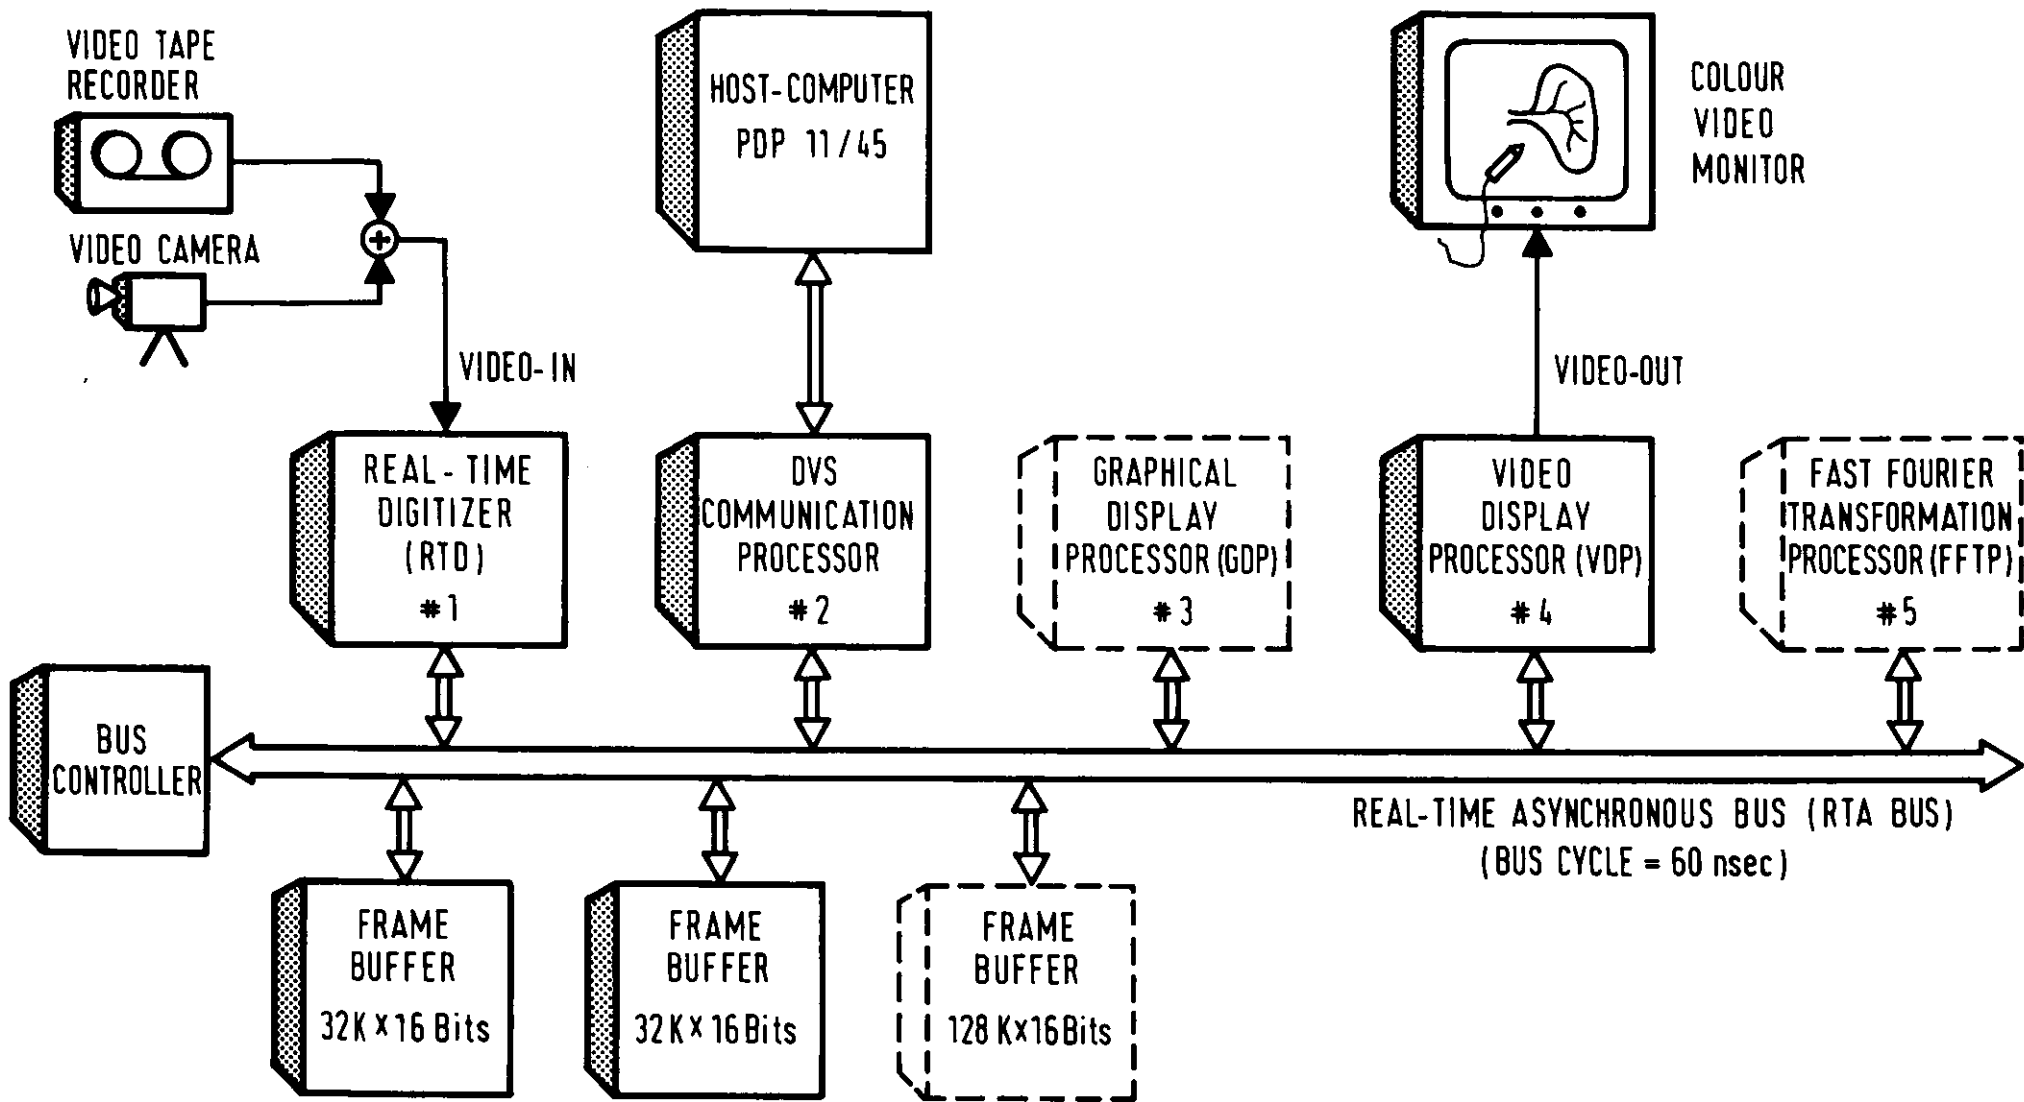 VIDEO TAPE
RECORDER
VIDEO CAMERA
VIDEO-IN
HOST-COMPUTER
PDP 11/45
COLOUR
VIDEO
MONITOR
VIDEO-OUT
REAL-TIME
DIGITIZER
(RTD)
#1
DVS
COMMUNICATION
PROCESSOR
#2
GRAPHICAL
DISPLAY
PROCESSOR (GDP)
#3
VIDEO
DISPLAY
PROCESSOR (VDP)
#4
FAST FOURIER
TRANSFORMATION
PROCESSOR (FFTP)
#5
BUS
CONTROLLER
REAL-TIME ASYNCHRONOUS BUS (RTA BUS)
(BUS CYCLE = 60 nsec)
FRAME
BUFFER
32K×16 Bits
FRAME
BUFFER
32K×16 Bits
FRAME
BUFFER
128K×16Bits